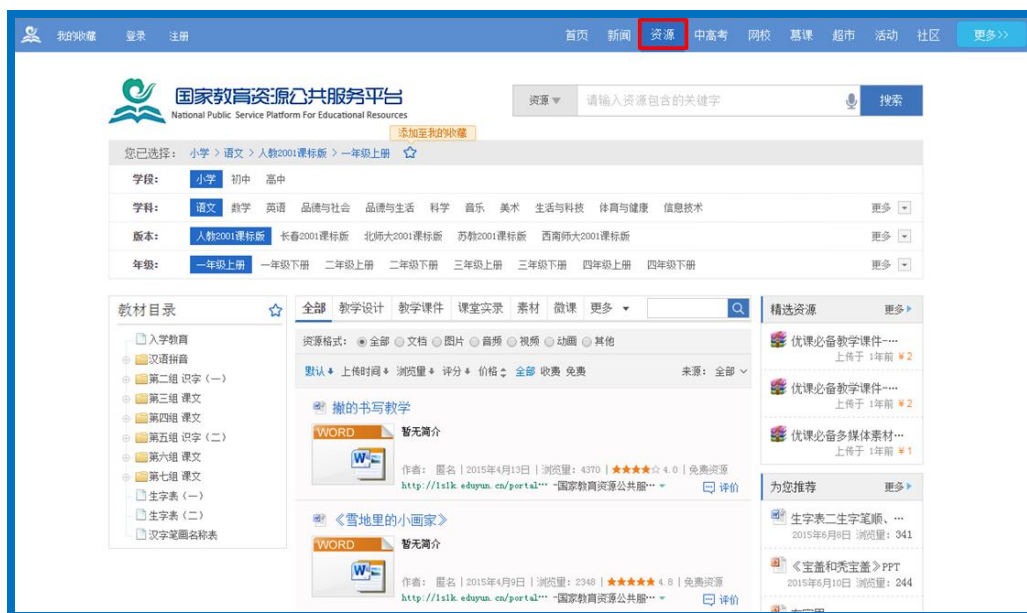 我的收藏 登录 注册 首页 新闻 资源 中高考 网校 慕课 超市 活动 社区 更多>>
国家教育资源公共服务平台
National Public Service Platform For Educational Resources
资源 请输入资源包含的关键字 搜索
添加至我的收藏
您已选择： 小学 > 语文 > 人教2001课标版 > 一年级上册
学段： 小学 初中 高中
学科： 语文 数学 英语 品德与社会 品德与生活 科学 音乐 美术 生活与科技 体育与健康 信息技术 更多
版本： 人教2001课标版 长春2001课标版 北师大2001课标版 苏教2001课标版 西南师大2001课标版 更多
年级： 一年级上册 一年级下册 二年级上册 二年级下册 三年级上册 三年级下册 四年级上册 四年级下册 更多
教材目录
入学教育
汉语拼音
第二组 识字（一）
第三组 课文
第四组 课文
第五组 识字（二）
第六组 课文
第七组 课文
生字表（一）
生字表（二）
汉字笔画名称表
全部 教学设计 教学课件 课堂实录 素材 微课 更多
资源格式： 全部 文档 图片 音频 视频 动画 其他
默认 上传时间 浏览量 评分 价格 全部 收费 免费 来源： 全部
撇的书写教学
WORD 暂无简介
作者： 匿名 | 2015年4月13日 | 浏览量： 4370 | ★★★★☆ 4.0 | 免费资源
http://1slk.eduyun.cn/portal… -国家教育资源公共服… 评价
《雪地里的小画家》
WORD 暂无简介
作者： 匿名 | 2015年4月9日 | 浏览量： 2348 | ★★★★★ 4.8 | 免费资源
http://1slk.eduyun.cn/portal… -国家教育资源公共服… 评价
精选资源 更多
优课必备教学课件-…
上传于 1年前 ¥2
优课必备教学课件-…
上传于 1年前 ¥2
优课必备多媒体素材…
上传于 1年前 ¥1
为您推荐 更多
生字表二生字笔顺、…
2015年6月8日 浏览量： 341
《宝盖和秃宝盖》PPT
2015年6月10日 浏览量： 244